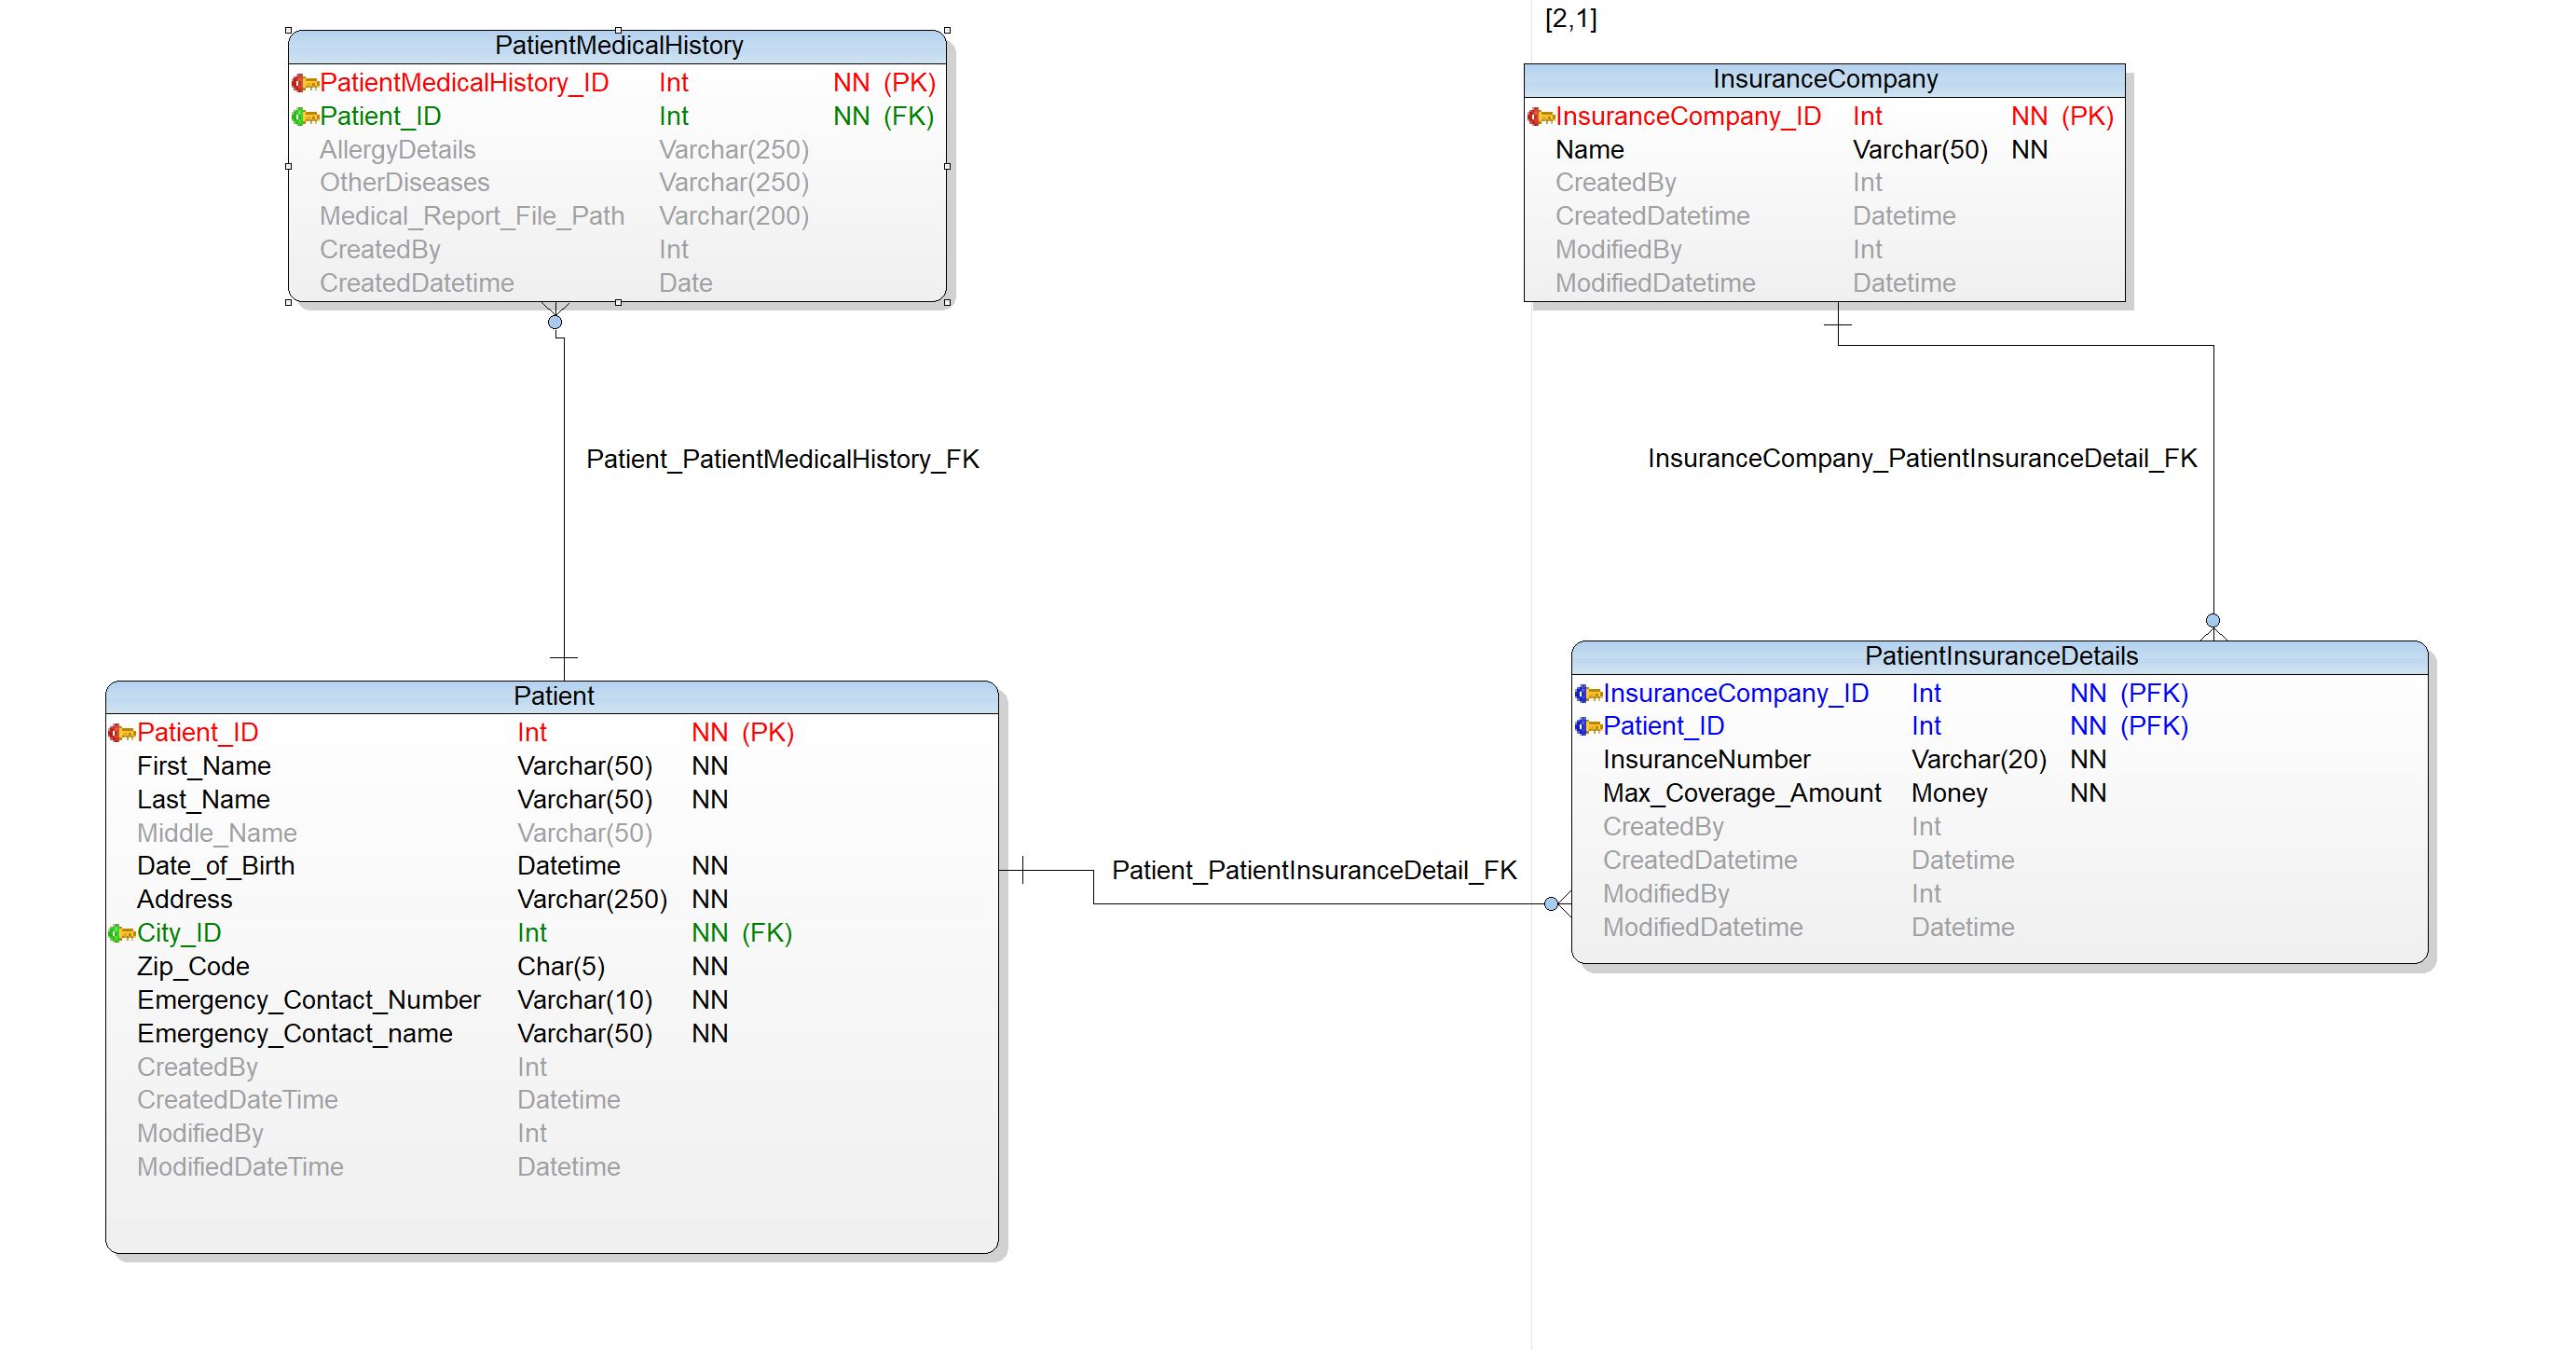 [2,1]
PatientMedicalHistory
PatientMedicalHistory_ID Int NN (PK)
Patient_ID Int NN (FK)
AllergyDetails Varchar(250)
OtherDiseases Varchar(250)
Medical_Report_File_Path Varchar(200)
CreatedBy Int
CreatedDatetime Date
InsuranceCompany
InsuranceCompany_ID Int NN (PK)
Name Varchar(50) NN
CreatedBy Int
CreatedDatetime Datetime
ModifiedBy Int
ModifiedDatetime Datetime
Patient_PatientMedicalHistory_FK
InsuranceCompany_PatientInsuranceDetail_FK
Patient
Patient_ID Int NN (PK)
First_Name Varchar(50) NN
Last_Name Varchar(50) NN
Middle_Name Varchar(50)
Date_of_Birth Datetime NN
Address Varchar(250) NN
City_ID Int NN (FK)
Zip_Code Char(5) NN
Emergency_Contact_Number Varchar(10) NN
Emergency_Contact_name Varchar(50) NN
CreatedBy Int
CreatedDateTime Datetime
ModifiedBy Int
ModifiedDateTime Datetime
Patient_PatientInsuranceDetail_FK
PatientInsuranceDetails
InsuranceCompany_ID Int NN (PFK)
Patient_ID Int NN (PFK)
InsuranceNumber Varchar(20) NN
Max_Coverage_Amount Money NN
CreatedBy Int
CreatedDatetime Datetime
ModifiedBy Int
ModifiedDatetime Datetime